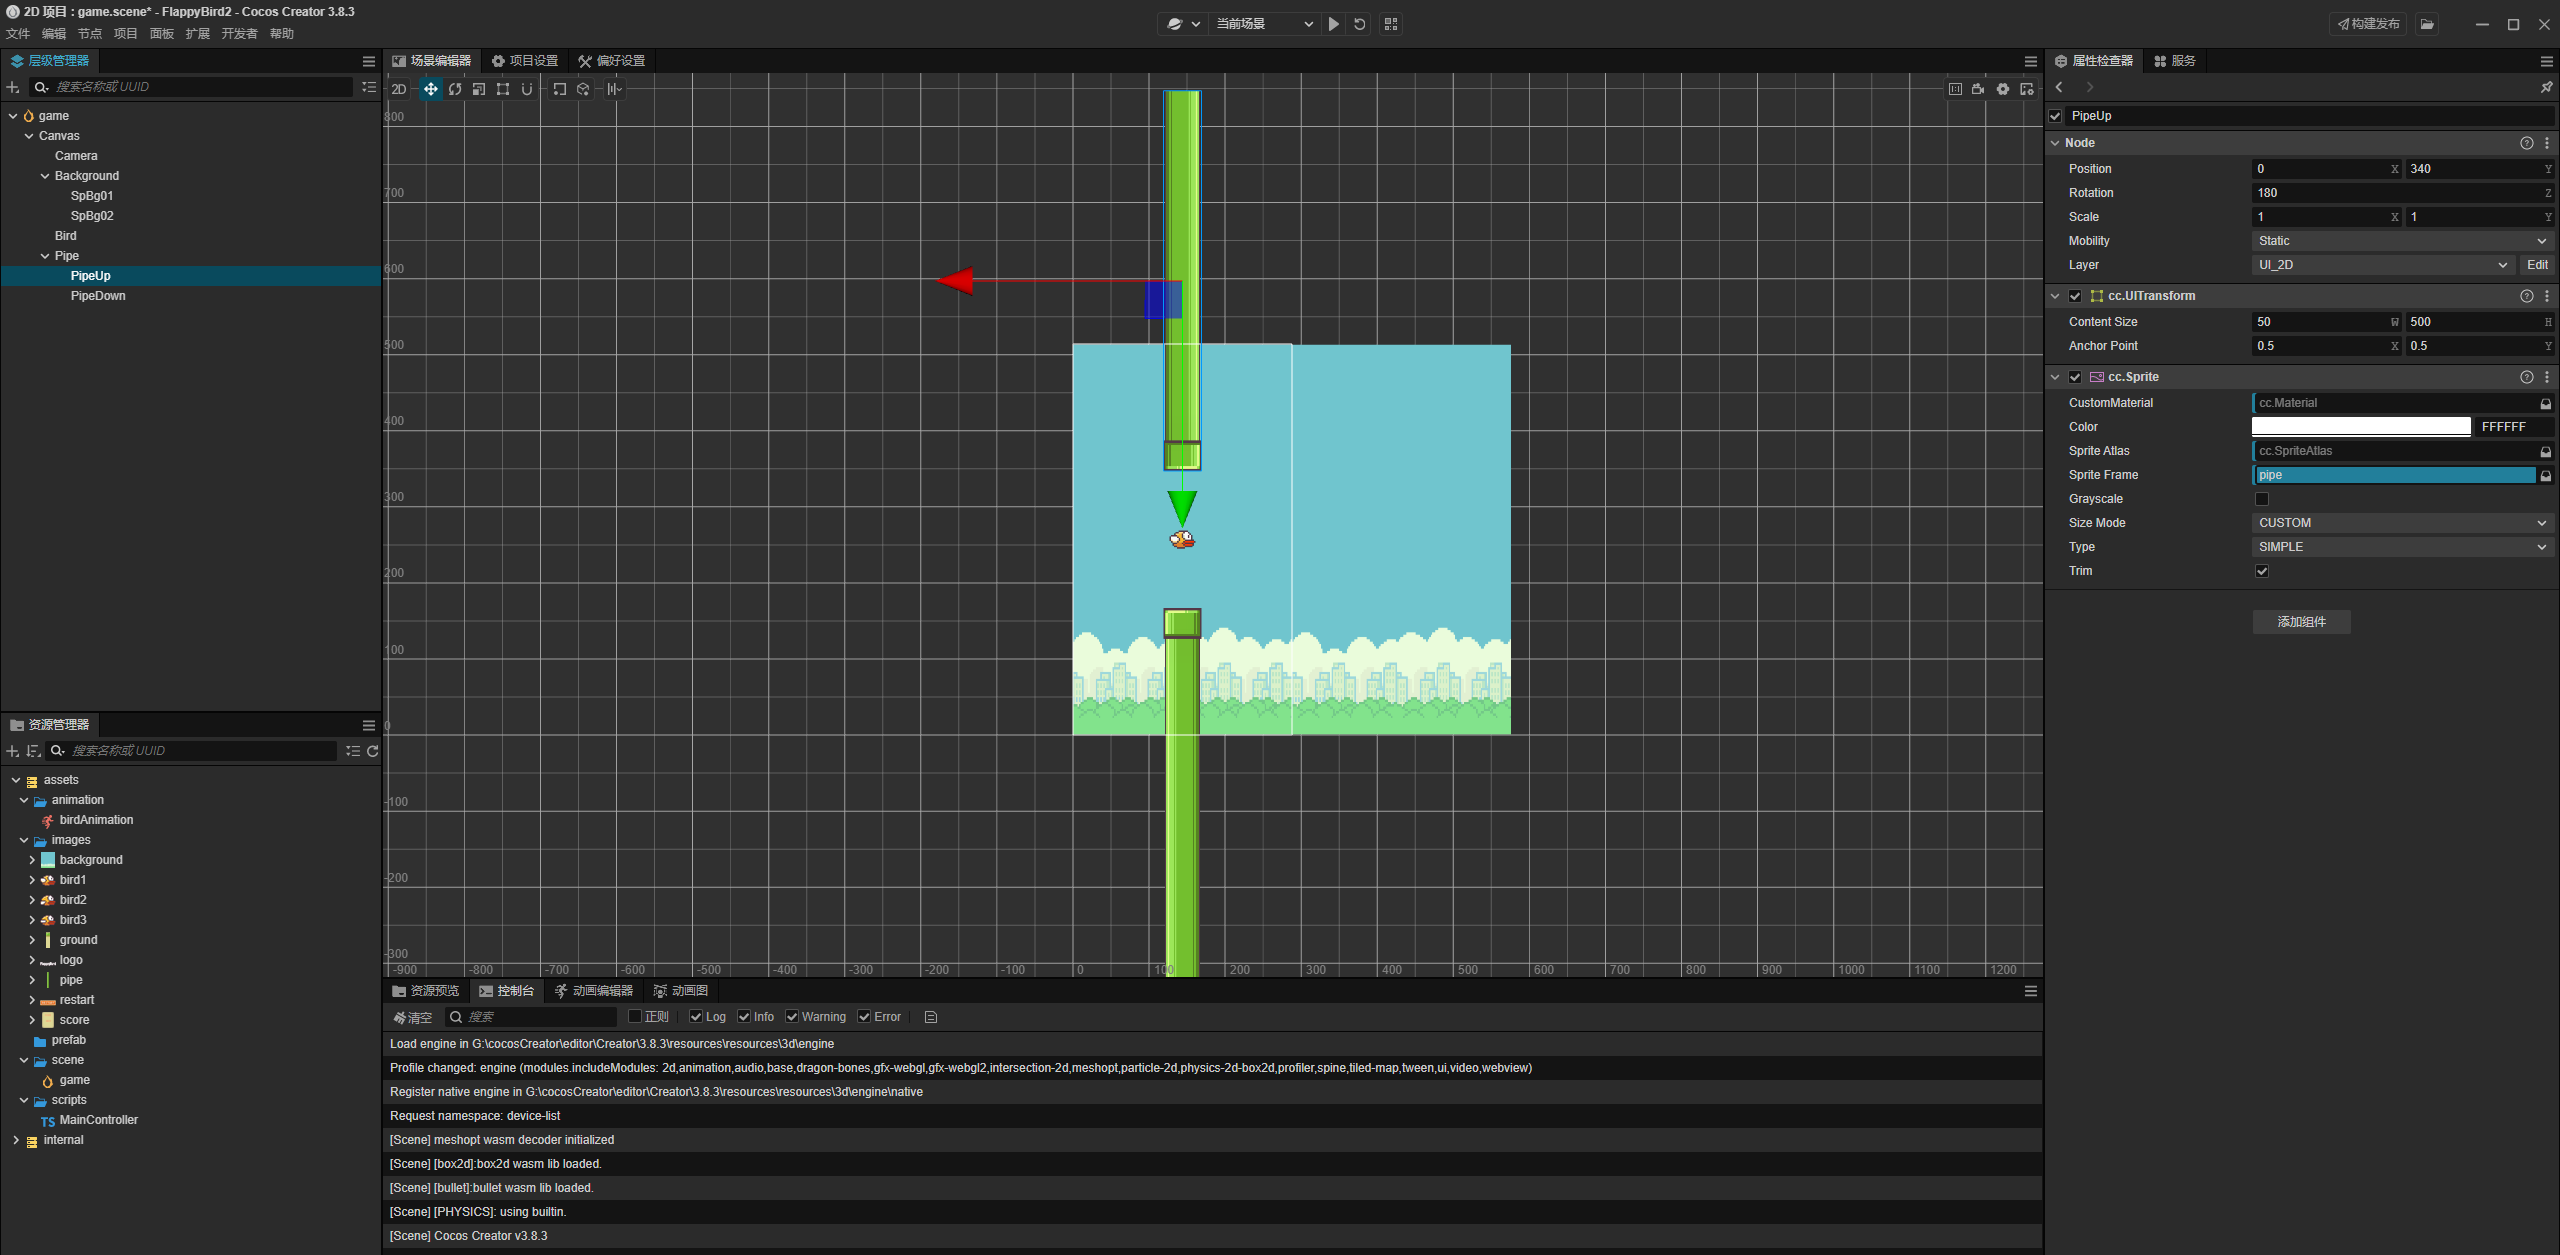 2D 项目 : game.scene* - FlappyBird2 - Cocos Creator 3.8.3
文件 编辑 节点 项目 面板 扩展 开发者 帮助
当前场景
构建发布
层级管理器
搜索名称或 UUID
game
Canvas
Camera
Background
SpBg01
SpBg02
Bird
Pipe
PipeUp
PipeDown
资源管理器
搜索名称或 UUID
assets
animation
birdAnimation
images
background
bird1
bird2
bird3
ground
logo
pipe
restart
score
prefab
scene
game
scripts
TS MainController
internal
场景编辑器 项目设置 偏好设置
2D
800
700
600
500
400
300
200
100
0
-100
-200
-300
-900 -800 -700 -600 -500 -400 -300 -200 -100 0 100 200 300 400 500 600 700 800 900 1000 1100 1200
资源预览 控制台 动画编辑器 动画图
清空 搜索 正则 Log Info Warning Error
Load engine in G:\cocosCreator\editor\Creator\3.8.3\resources\resources\3d\engine
Profile changed: engine (modules.includeModules: 2d,animation,audio,base,dragon-bones,gfx-webgl,gfx-webgl2,intersection-2d,meshopt,particle-2d,physics-2d-box2d,profiler,spine,tiled-map,tween,ui,video,webview)
Register native engine in G:\cocosCreator\editor\Creator\3.8.3\resources\resources\3d\engine\native
Request namespace: device-list
[Scene] meshopt wasm decoder initialized
[Scene] [box2d]:box2d wasm lib loaded.
[Scene] [bullet]:bullet wasm lib loaded.
[Scene] [PHYSICS]: using builtin.
[Scene] Cocos Creator v3.8.3
属性检查器 服务
PipeUp
Node
Position 0 X 340 Y
Rotation 180 Z
Scale 1 X 1 Y
Mobility Static
Layer UI_2D Edit
cc.UITransform
Content Size 50 W 500 H
Anchor Point 0.5 X 0.5 Y
cc.Sprite
CustomMaterial cc.Material
Color FFFFFF
Sprite Atlas cc.SpriteAtlas
Sprite Frame pipe
Grayscale
Size Mode CUSTOM
Type SIMPLE
Trim
添加组件